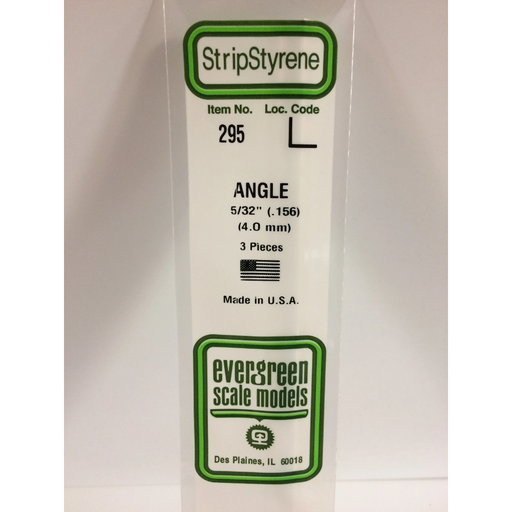 StripStyrene
Item No. Loc. Code
295
ANGLE
5/32" (.156)
(4.0 mm)
3 Pieces
Made in U.S.A.
evergreen
scale models
Des Plaines, IL 60018